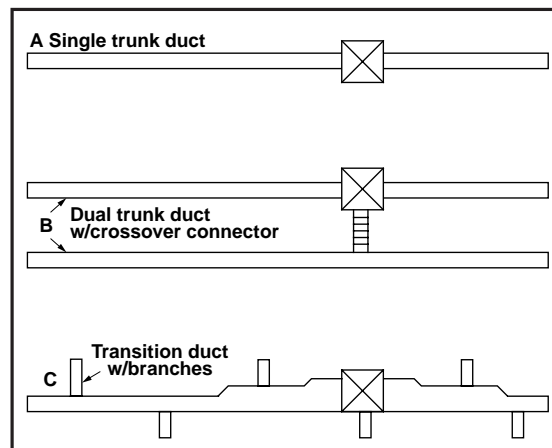 A Single trunk duct
B
Dual trunk duct
w/crossover connector
C
Transition duct
w/branches